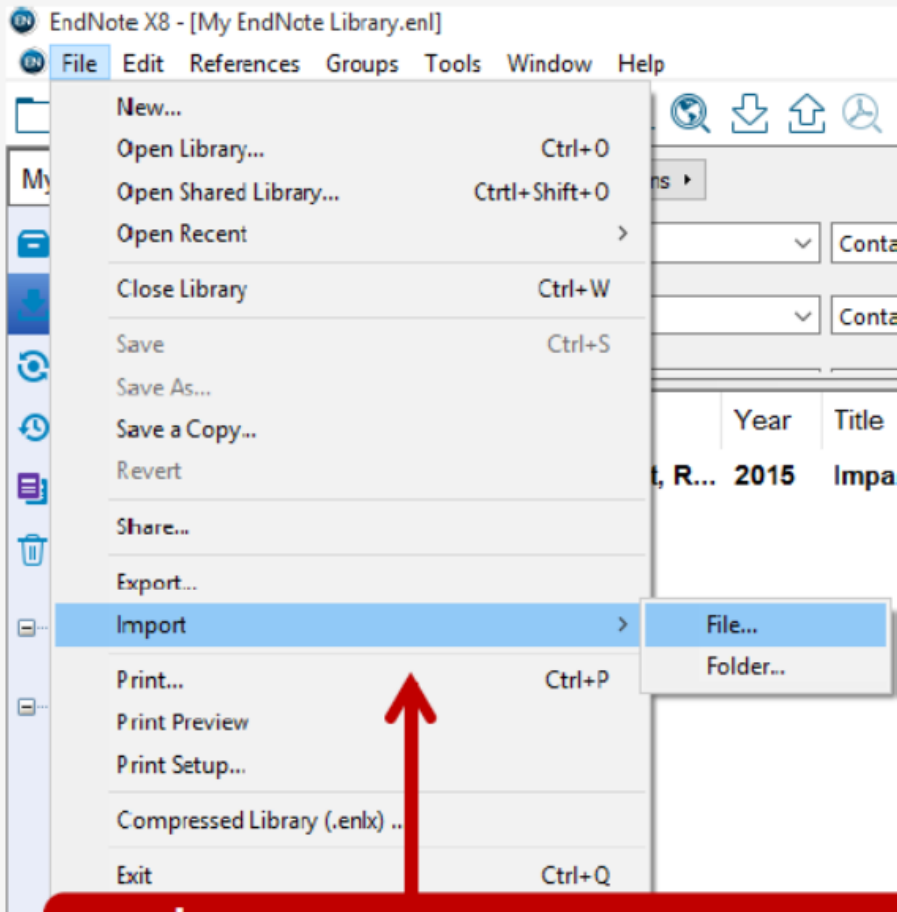 EndNote X8 - [My EndNote Library.enl]
File Edit References Groups Tools Window Help
New...
Open Library... Ctrl+O
My
Open Shared Library... Ctrtl+Shift+O
Open Recent
Conta
Close Library Ctrl+W
Conta
Save Ctrl+S
Save As...
Save a Copy...
Year Title
Revert
t, R... 2015 Impa
Share...
Export...
Import
File...
Folder...
Print... Ctrl+P
Print Preview
Print Setup...
Compressed Library (.enlx) ..
Exit Ctrl+Q